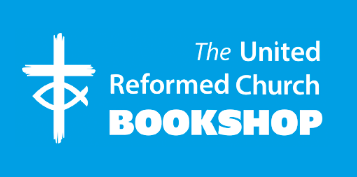 The United
Reformed Church
BOOKSHOP